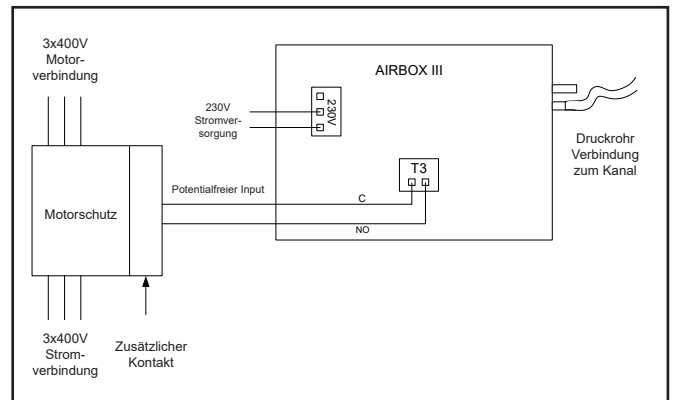 3x400V
Motor-
verbindung
AIRBOX III
230V
230V
Stromver-
sorgung
Druckrohr
Verbindung
zum Kanal
T3
Potentialfreier Input
C
Motorschutz
NO
3x400V
Strom-
verbindung
Zusätzlicher
Kontakt